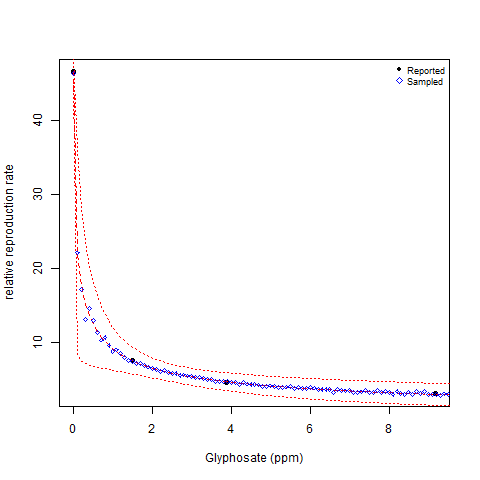 Reported
Sampled
relative reproduction rate
40
30
20
10
0 2 4 6 8
Glyphosate (ppm)